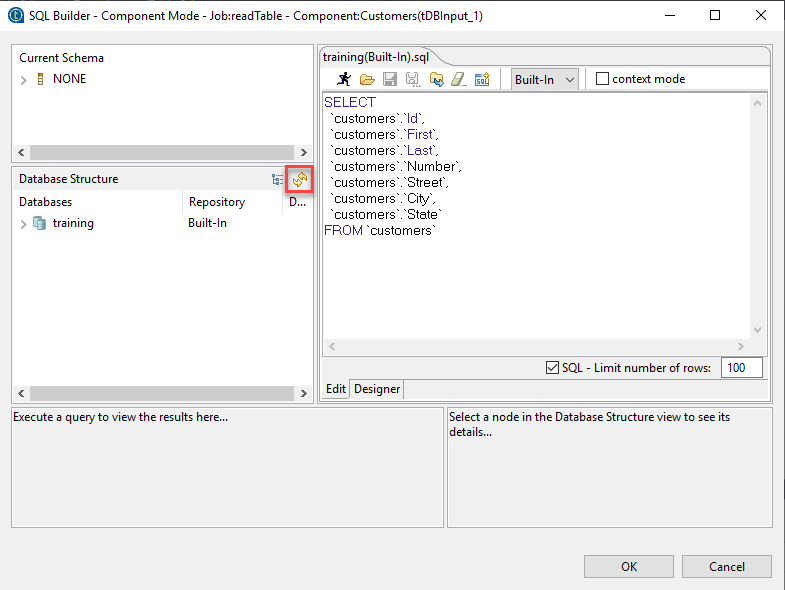 SQL Builder - Component Mode - Job:readTable - Component:Customers(tDBInput_1)
Current Schema
NONE
Database Structure
Databases Repository D...
training Built-In
training(Built-In).sql
SQL Built-In context mode
SELECT
`customers`.`Id`,
`customers`.`First`,
`customers`.`Last`,
`customers`.`Number`,
`customers`.`Street`,
`customers`.`City`,
`customers`.`State`
FROM `customers`
SQL - Limit number of rows: 100
Edit Designer
Execute a query to view the results here...
Select a node in the Database Structure view to see its
details...
OK Cancel